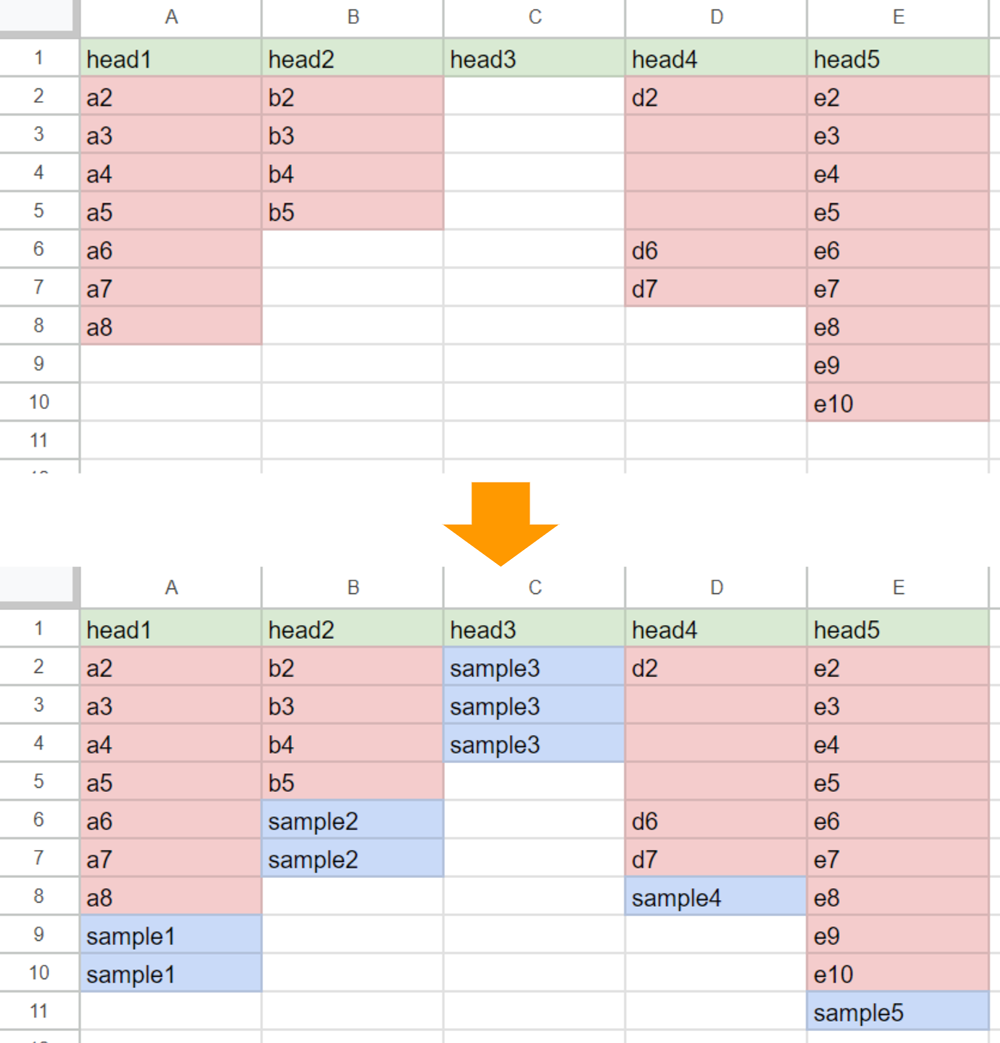 A B C D E
1 head1 head2 head3 head4 head5
2 a2 b2 d2 e2
3 a3 b3 e3
4 a4 b4 e4
5 a5 b5 e5
6 a6 d6 e6
7 a7 d7 e7
8 a8 e8
9 e9
10 e10
11
A B C D E
1 head1 head2 head3 head4 head5
2 a2 b2 sample3 d2 e2
3 a3 b3 sample3 e3
4 a4 b4 sample3 e4
5 a5 b5 e5
6 a6 sample2 d6 e6
7 a7 sample2 d7 e7
8 a8 sample4 e8
9 sample1 e9
10 sample1 e10
11 sample5